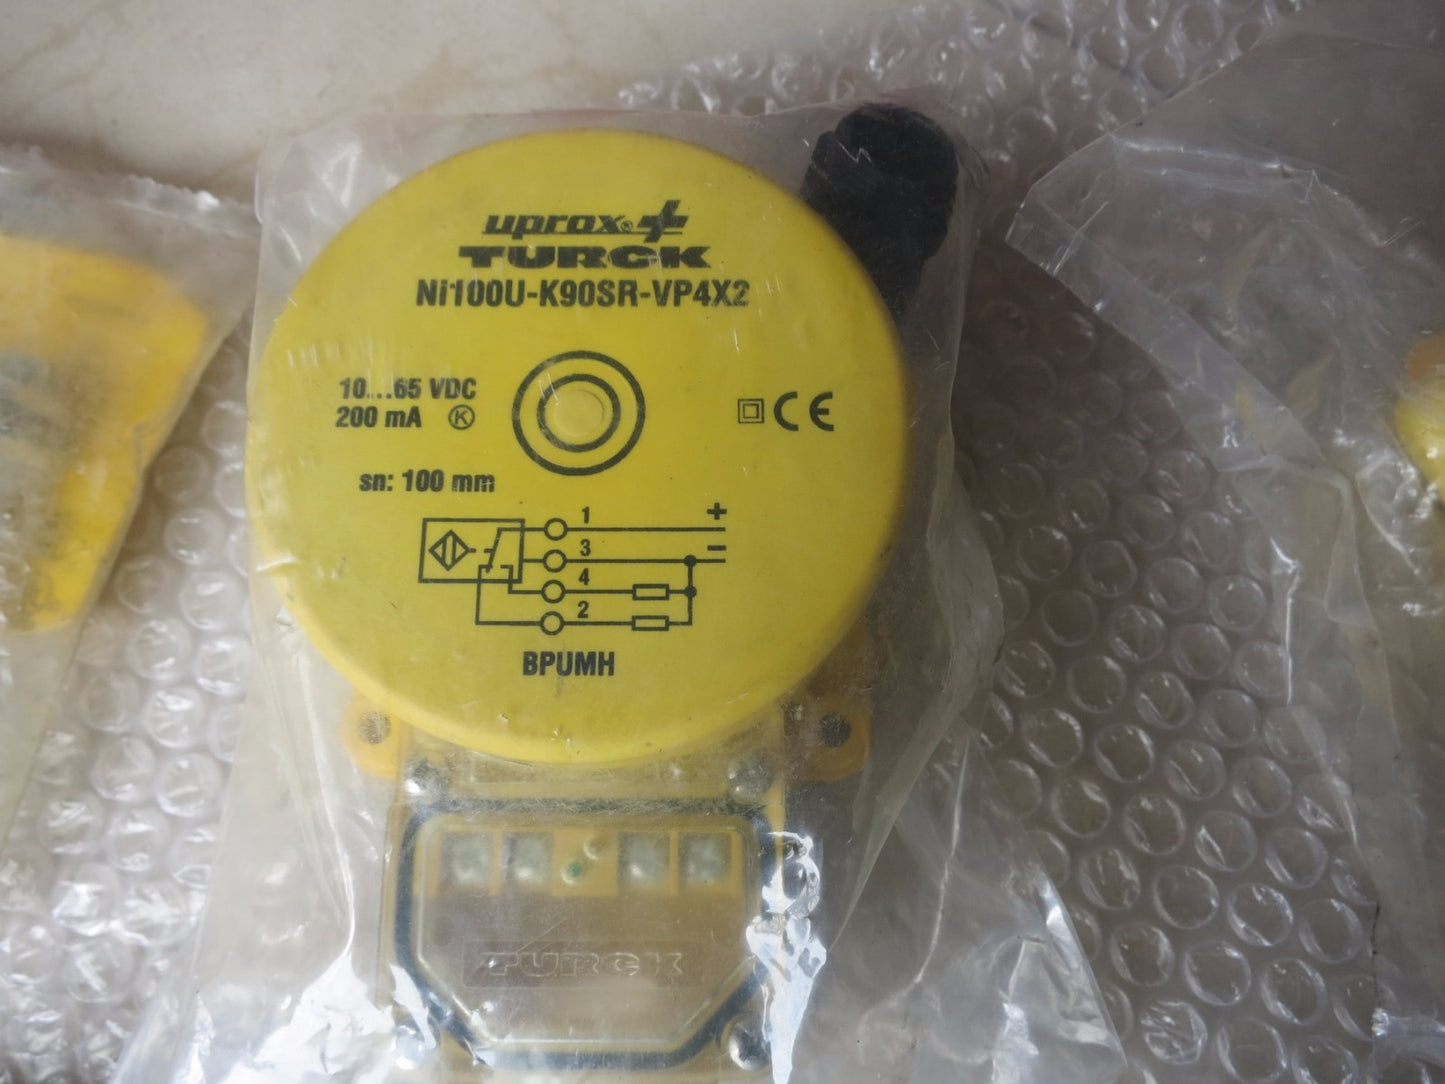 uprox®+
TURCK
Ni100U-K90SR-VP4X2
10...65 VDC
200 mA K
CE
sn: 100 mm
1 +
3 −
4
2
BPUMH
TURCK